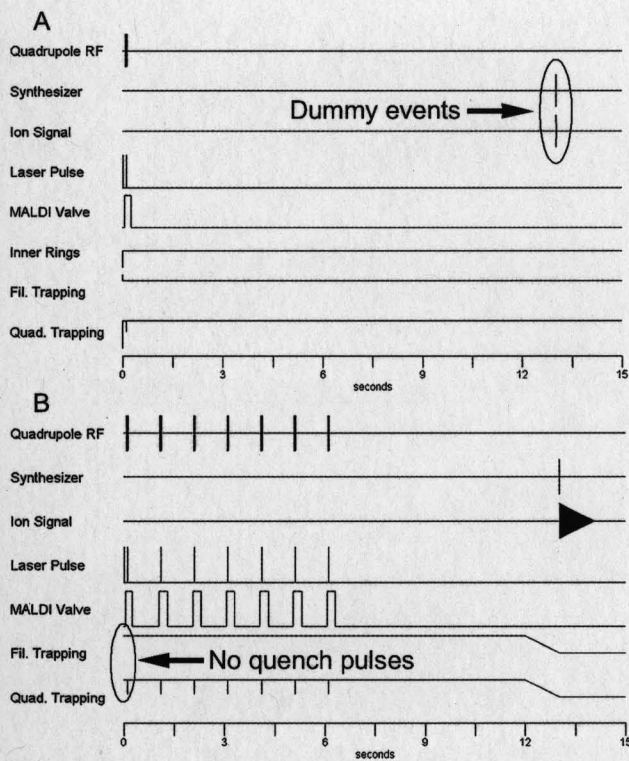 A
Quadrupole RF
Synthesizer
Dummy events
Ion Signal
Laser Pulse
MALDI Valve
Inner Rings
Fil. Trapping
Quad. Trapping
0 3 6 9 12 15
seconds
B
Quadrupole RF
Synthesizer
Ion Signal
Laser Pulse
MALDI Valve
Fil. Trapping
No quench pulses
Quad. Trapping
0 3 6 9 12 15
seconds